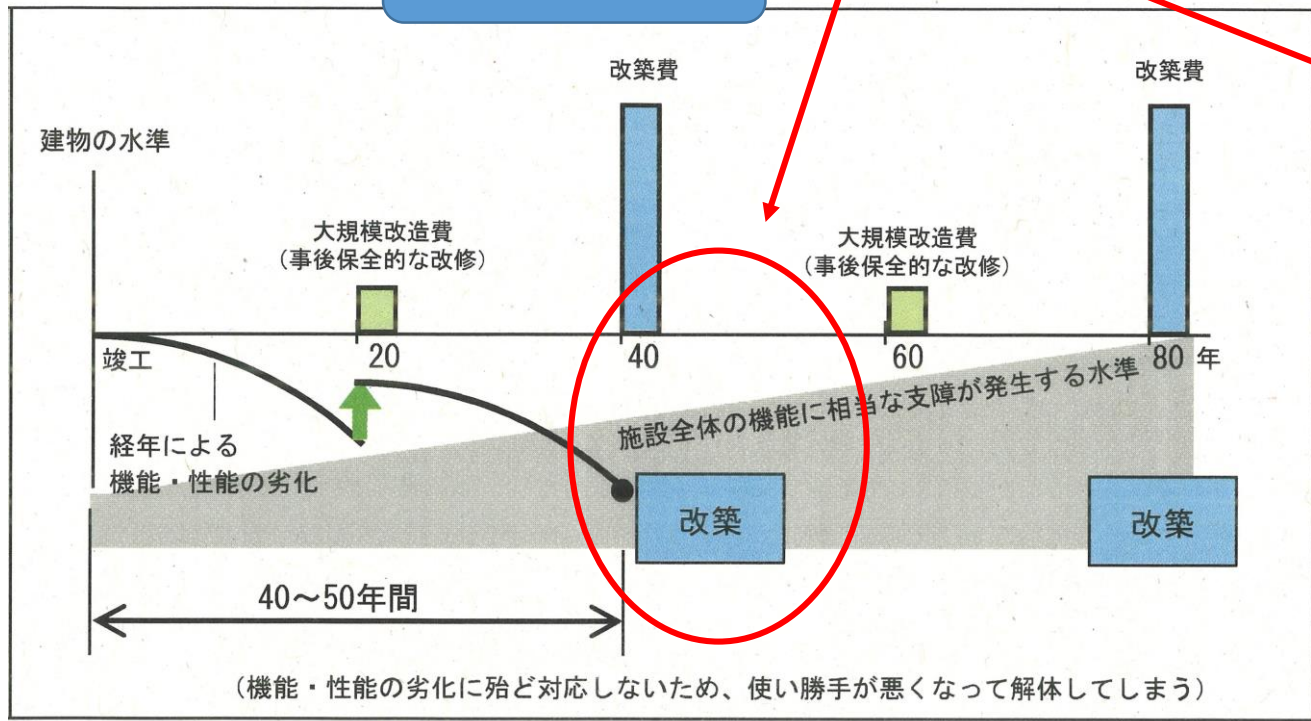 改築費
改築費
建物の水準
大規模改造費
（事後保全的な改修）
大規模改造費
（事後保全的な改修）
竣工
20
40
60
80 年
施設全体の機能に相当な支障が発生する水準
経年による
機能・性能の劣化
改築
改築
40～50年間
（機能・性能の劣化に殆ど対応しないため、使い勝手が悪くなって解体してしまう）